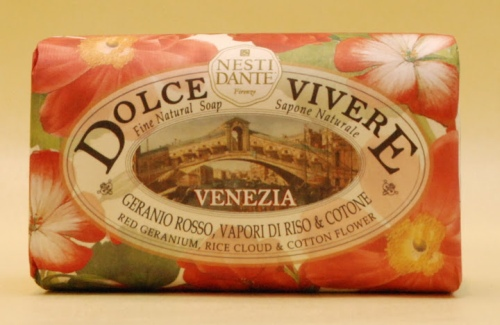 NESTI
DANTE
Firenze
DOLCE VIVERE
Fine Natural Soap
Sapone Naturale
VENEZIA
GERANIO ROSSO, VAPORI DI RISO & COTONE
RED GERANIUM, RICE CLOUD & COTTON FLOWER